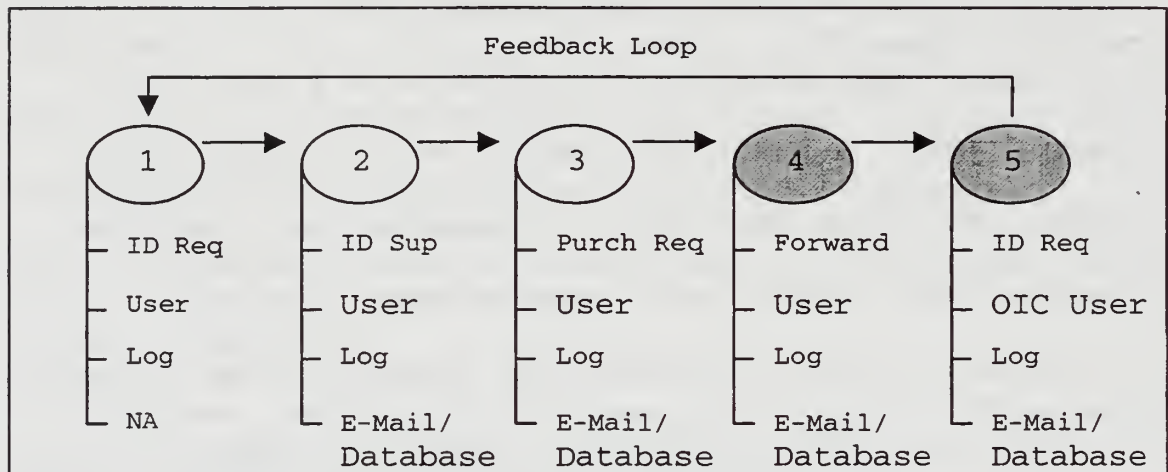 Feedback Loop
1 2 3 4 5
ID Req ID Sup Purch Req Forward ID Req
User User User User OIC User
Log Log Log Log Log
NA E-Mail/ E-Mail/ E-Mail/ E-Mail/
Database Database Database Database